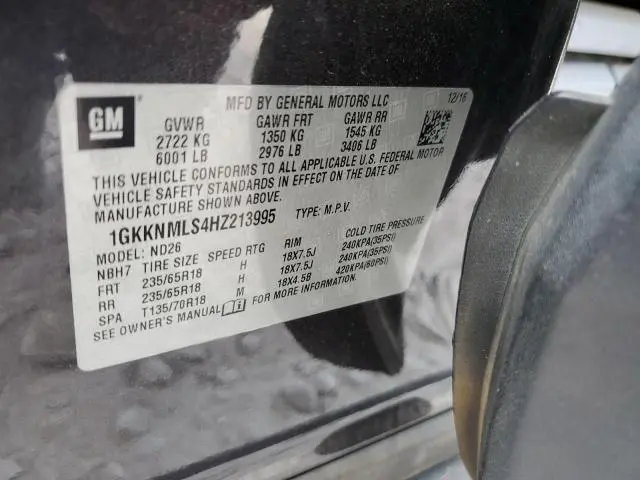 GM
MFD BY GENERAL MOTORS LLC
12/16
GVWR GAWR FRT GAWR RR
2722 KG 1350 KG 1545 KG
6001 LB 2976 LB 3406 LB
THIS VEHICLE CONFORMS TO ALL APPLICABLE U.S. FEDERAL MOTOR
VEHICLE SAFETY STANDARDS IN EFFECT ON THE DATE OF
MANUFACTURE SHOWN ABOVE.
1GKKNMLS4HZ213995 TYPE: M.P.V.
MODEL: ND26
NBH7 TIRE SIZE SPEED RTG RIM COLD TIRE PRESSURE
FRT 235/65R18 H 18X7.5J 240KPA(35PSI)
RR 235/65R18 H 18X7.5J 240KPA(35PSI)
SPA T135/70R18 M 18X4.5B 420KPA(60PSI)
SEE OWNER'S MANUAL FOR MORE INFORMATION.